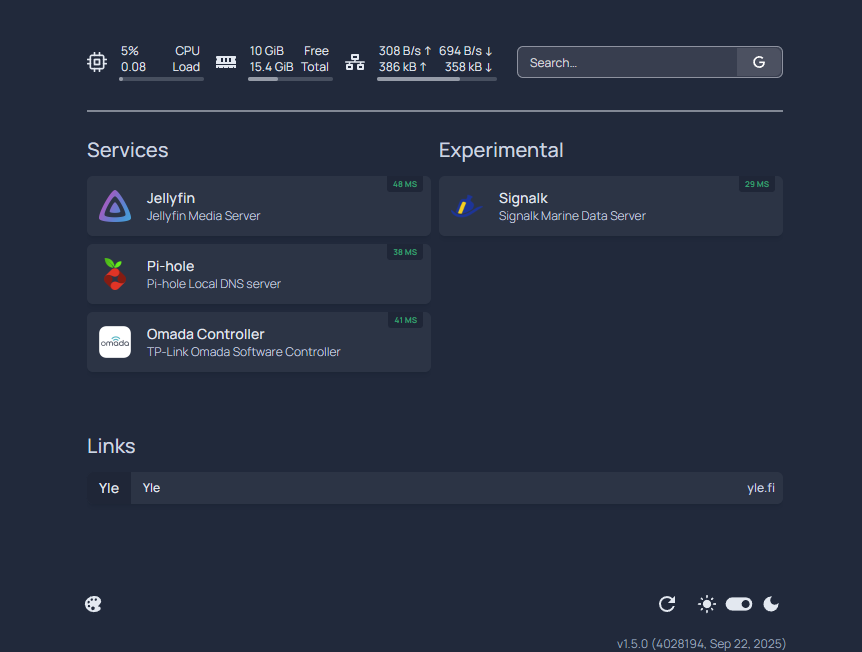 5% CPU
0.08 Load
10 GiB Free
15.4 GiB Total
308 B/s ↑ 694 B/s ↓
386 kB ↑ 358 kB ↓
Search...
G
Services
48 MS
Jellyfin
Jellyfin Media Server
38 MS
Pi-hole
Pi-hole Local DNS server
41 MS
omada
Omada Controller
TP-Link Omada Software Controller
Experimental
29 MS
Signalk
Signalk Marine Data Server
Links
Yle Yle yle.fi
v1.5.0 (4028194, Sep 22, 2025)